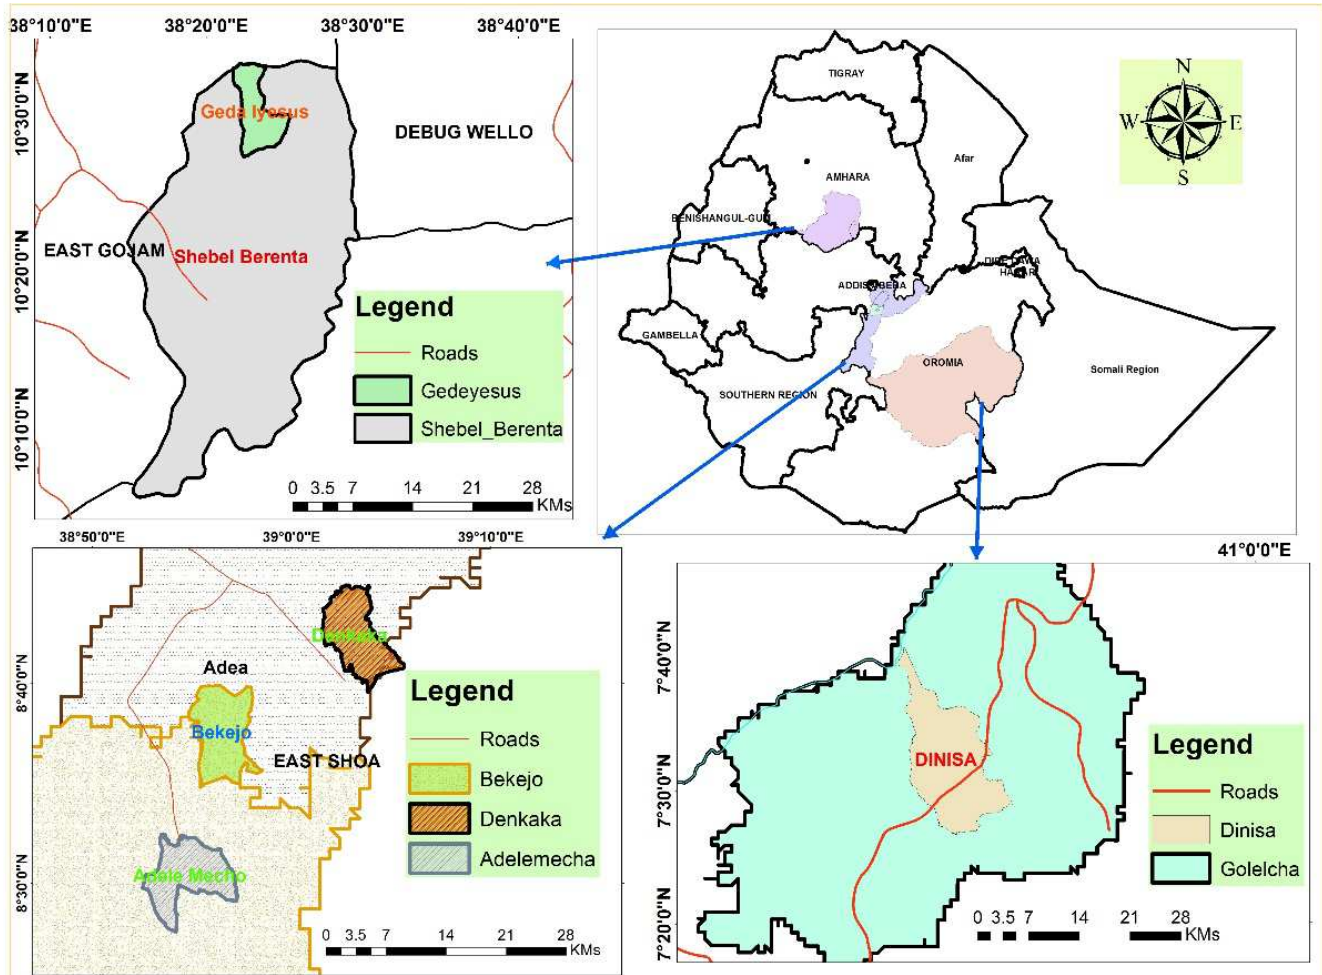 38°10'0"E 38°20'0"E 38°30'0"E 38°40'0"E
10°30'0"N
10°20'0"N
10°10'0"N
Geda Iyesus
DEBUG WELLO
EAST GOJAM
Shebel Berenta
Legend
Roads
Gedeyesus
Shebel_Berenta
0 3.5 7 14 21 28
KMs
TIGRAY
Afar
AMHARA
BENISHANGUL-GUM
ADDIS ABEBA
DIRE DAWA
HARAR
GAMBELLA
OROMIA
Somali Region
SOUTHERN REGION
N
W E
S
38°50'0"E 39°0'0"E 39°10'0"E
8°40'0"N
8°30'0"N
Denkaka
Adea
Bekejo
EAST SHOA
Adele Mecho
Legend
Roads
Bekejo
Denkaka
Adelemecha
0 3.5 7 14 21 28
KMs
41°0'0"E
7°40'0"N
7°30'0"N
7°20'0"N
DINISA
Legend
Roads
Dinisa
Golelcha
0 3.5 7 14 21 28
KMs